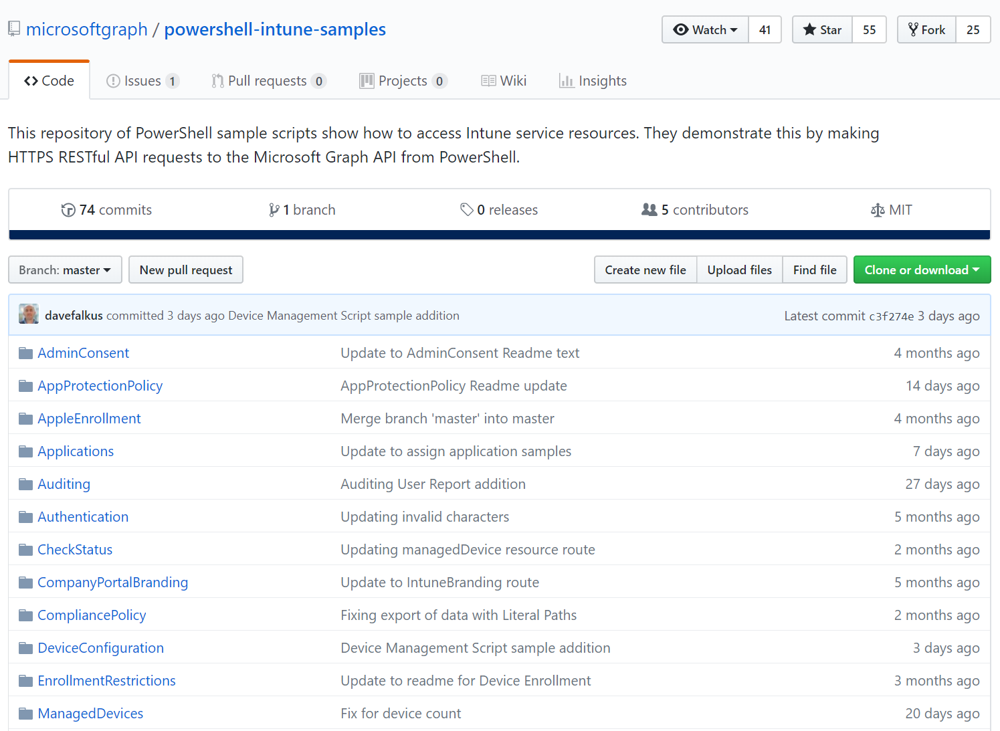 microsoftgraph / powershell-intune-samples
Watch 41 Star 55 Fork 25
Code Issues 1 Pull requests 0 Projects 0 Wiki Insights
This repository of PowerShell sample scripts show how to access Intune service resources. They demonstrate this by making
HTTPS RESTful API requests to the Microsoft Graph API from PowerShell.
74 commits 1 branch 0 releases 5 contributors MIT
Branch: master New pull request Create new file Upload files Find file Clone or download
davefalkus committed 3 days ago Device Management Script sample addition Latest commit c3f274e 3 days ago
AdminConsent Update to AdminConsent Readme text 4 months ago
AppProtectionPolicy AppProtectionPolicy Readme update 14 days ago
AppleEnrollment Merge branch 'master' into master 4 months ago
Applications Update to assign application samples 7 days ago
Auditing Auditing User Report addition 27 days ago
Authentication Updating invalid characters 5 months ago
CheckStatus Updating managedDevice resource route 2 months ago
CompanyPortalBranding Update to IntuneBranding route 5 months ago
CompliancePolicy Fixing export of data with Literal Paths 2 months ago
DeviceConfiguration Device Management Script sample addition 3 days ago
EnrollmentRestrictions Update to readme for Device Enrollment 3 months ago
ManagedDevices Fix for device count 20 days ago